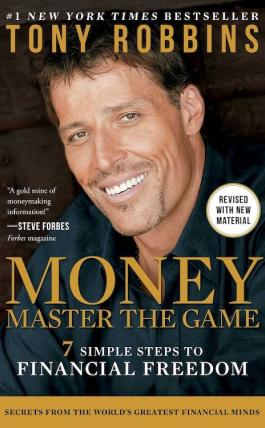 #1 NEW YORK TIMES BESTSELLER
TONY ROBBINS
"A gold mine of
moneymaking
information!"
—STEVE FORBES
Forbes magazine
REVISED
WITH NEW
MATERIAL
MONEY
MASTER THE GAME
7 SIMPLE STEPS TO
FINANCIAL FREEDOM
SECRETS FROM THE WORLD'S GREATEST FINANCIAL MINDS